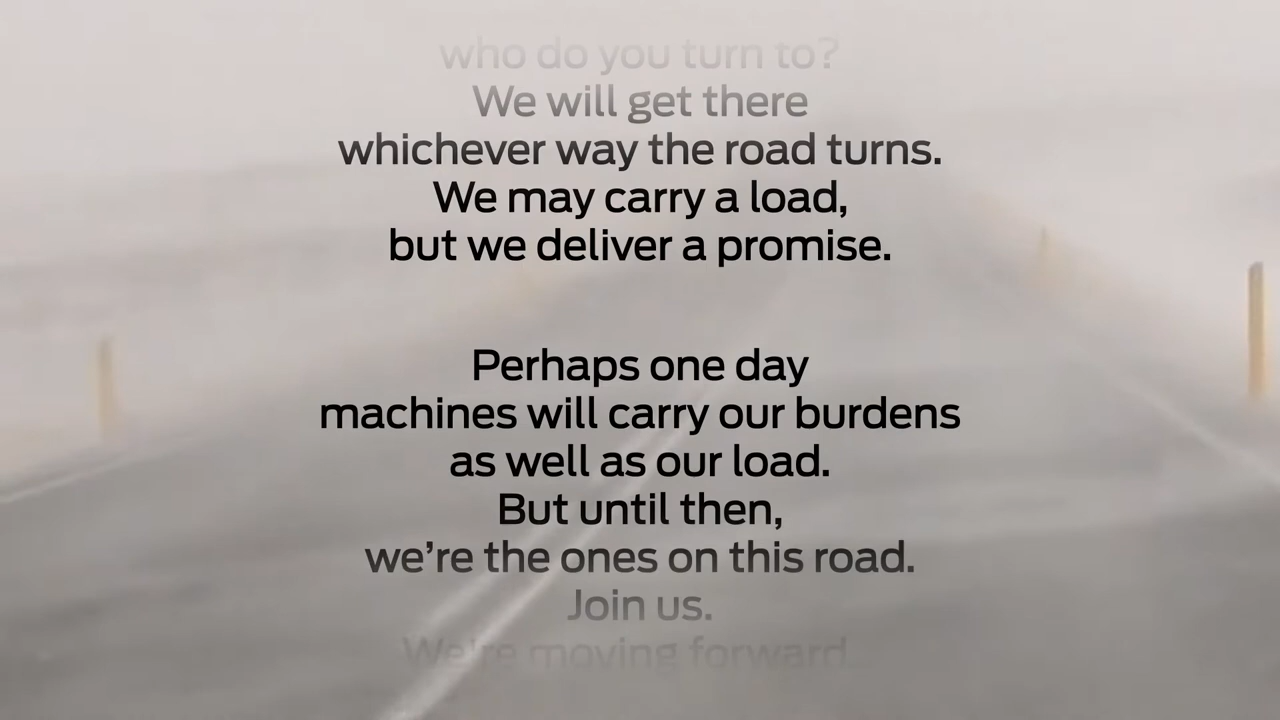 who do you turn to?
We will get there
whichever way the road turns.
We may carry a load,
but we deliver a promise.
Perhaps one day
machines will carry our burdens
as well as our load.
But until then,
we’re the ones on this road.
Join us.
We’re moving forward.